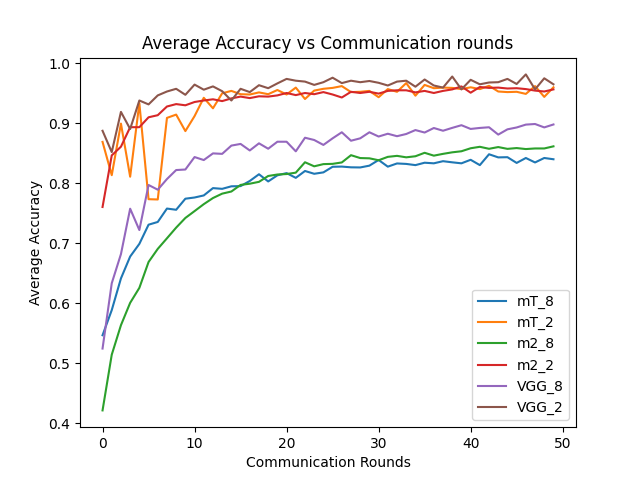 Average Accuracy vs Communication rounds
1.0
0.9
0.8
0.7
0.6
0.5
0.4
Average Accuracy
0
10
20
30
40
50
Communication Rounds
mT_8
mT_2
m2_8
m2_2
VGG_8
VGG_2